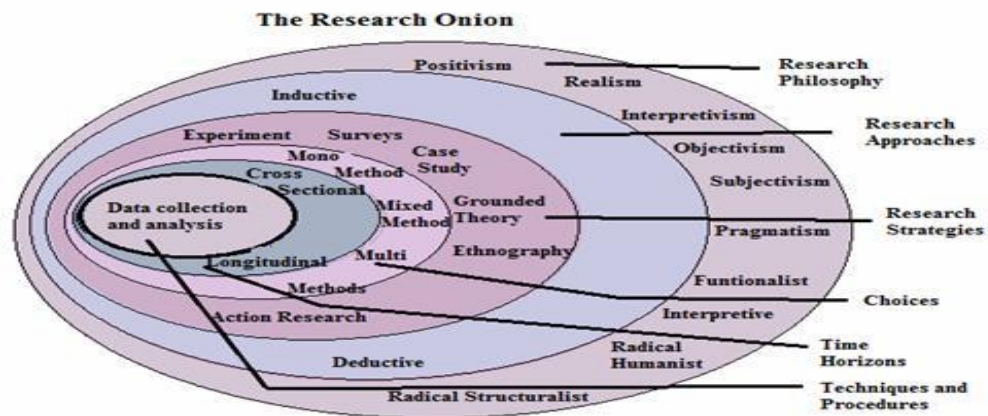 The Research Onion
Positivism
Realism
Research
Philosophy
Inductive
Interpretivism
Experiment
Surveys
Research
Approaches
Mono
Method
Case
Study
Objectivism
Cross
Sectional
Subjectivism
Data collection
and analysis
Mixed
Method
Grounded
Theory
Research
Strategies
Pragmatism
Ethnography
Longitudinal
Multi
Methods
Funtionalist
Choices
Action Research
Interpretive
Time
Horizons
Radical
Humanist
Deductive
Techniques and
Procedures
Radical Structuralist